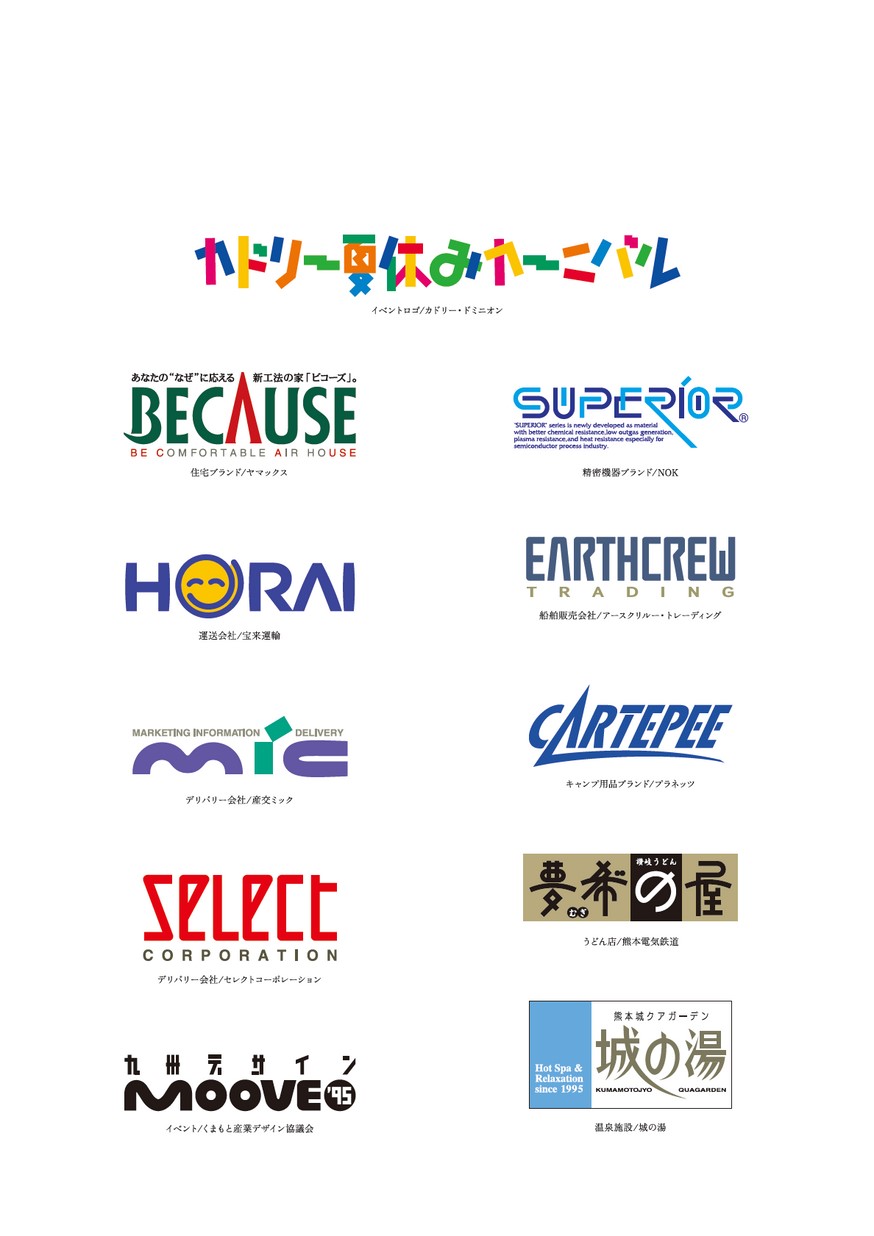 カドリー夏休みカーニバル
イベントロゴ/カドリー・ドミニオン
あなたの“なぜ”に応える 新工法の家「ビコーズ」。
BECAUSE
BE COMFORTABLE AIR HOUSE
住宅ブランド/ヤマックス
SUPERIOR®
"SUPERIOR" series is newly developed as material
with better chemical resistance,low outgas generation,
plasma resistance,and heat resistance especially for
semiconductor process industry.
精密機器ブランド/NOK
HORAI
運送会社/宝来運輸
EARTHCREW
TRADING
船舶販売会社/アースクリルー・トレーディング
MARKETING INFORMATION DELIVERY
mic
デリバリー会社/産交ミック
CARTEPEE
キャンプ用品ブランド/プラネッツ
SELECT
CORPORATION
デリバリー会社/セレクトコーポレーション
讃岐うどん
夢希の屋
むぎ
うどん店/熊本電気鉄道
九州デザイン
MOOVE '95
イベント/くまもと産業デザイン協議会
熊本城クアガーデン
城の湯
Hot Spa &
Relaxation
since 1995
KUMAMOTOJYO QUAGARDEN
温泉施設/城の湯